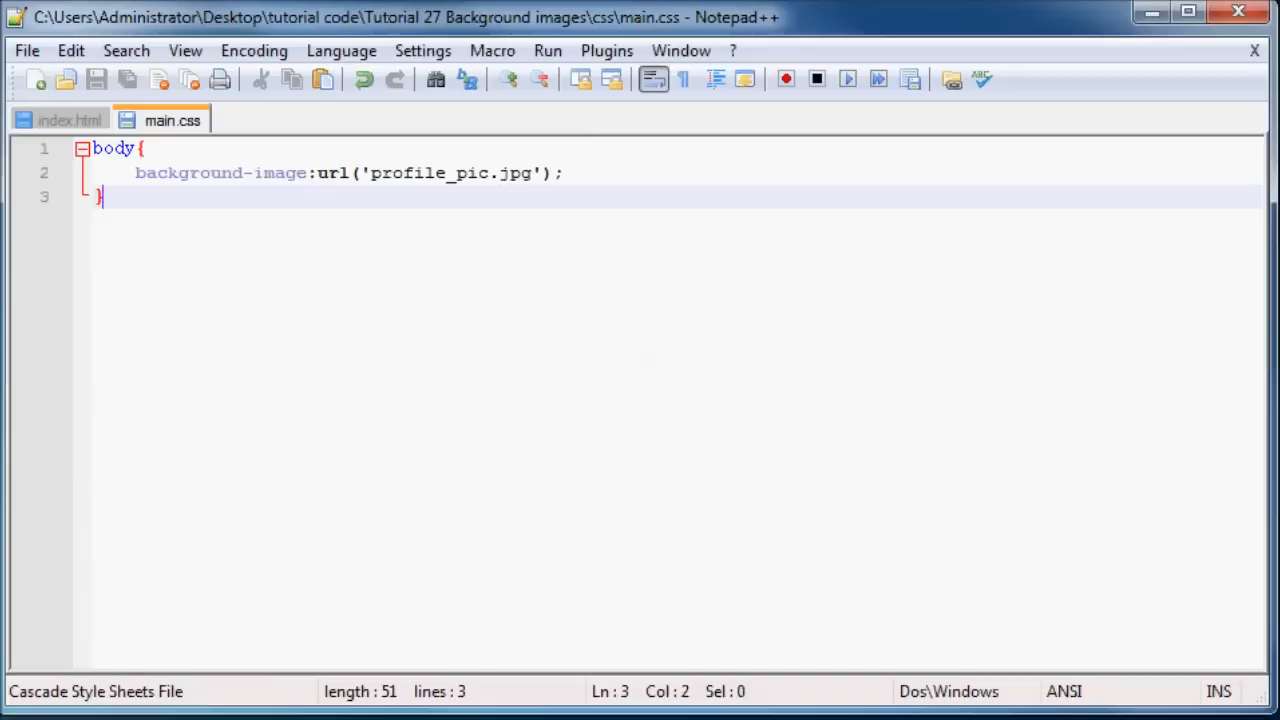 C:\Users\Administrator\Desktop\tutorial code\Tutorial 27 Background images\css\main.css - Notepad++
File Edit Search View Encoding Language Settings Macro Run Plugins Window ? X
index.html main.css
1 body{
2 background-image:url('profile_pic.jpg');
3 }
Cascade Style Sheets File length : 51 lines : 3 Ln : 3 Col : 2 Sel : 0 Dos\Windows ANSI INS